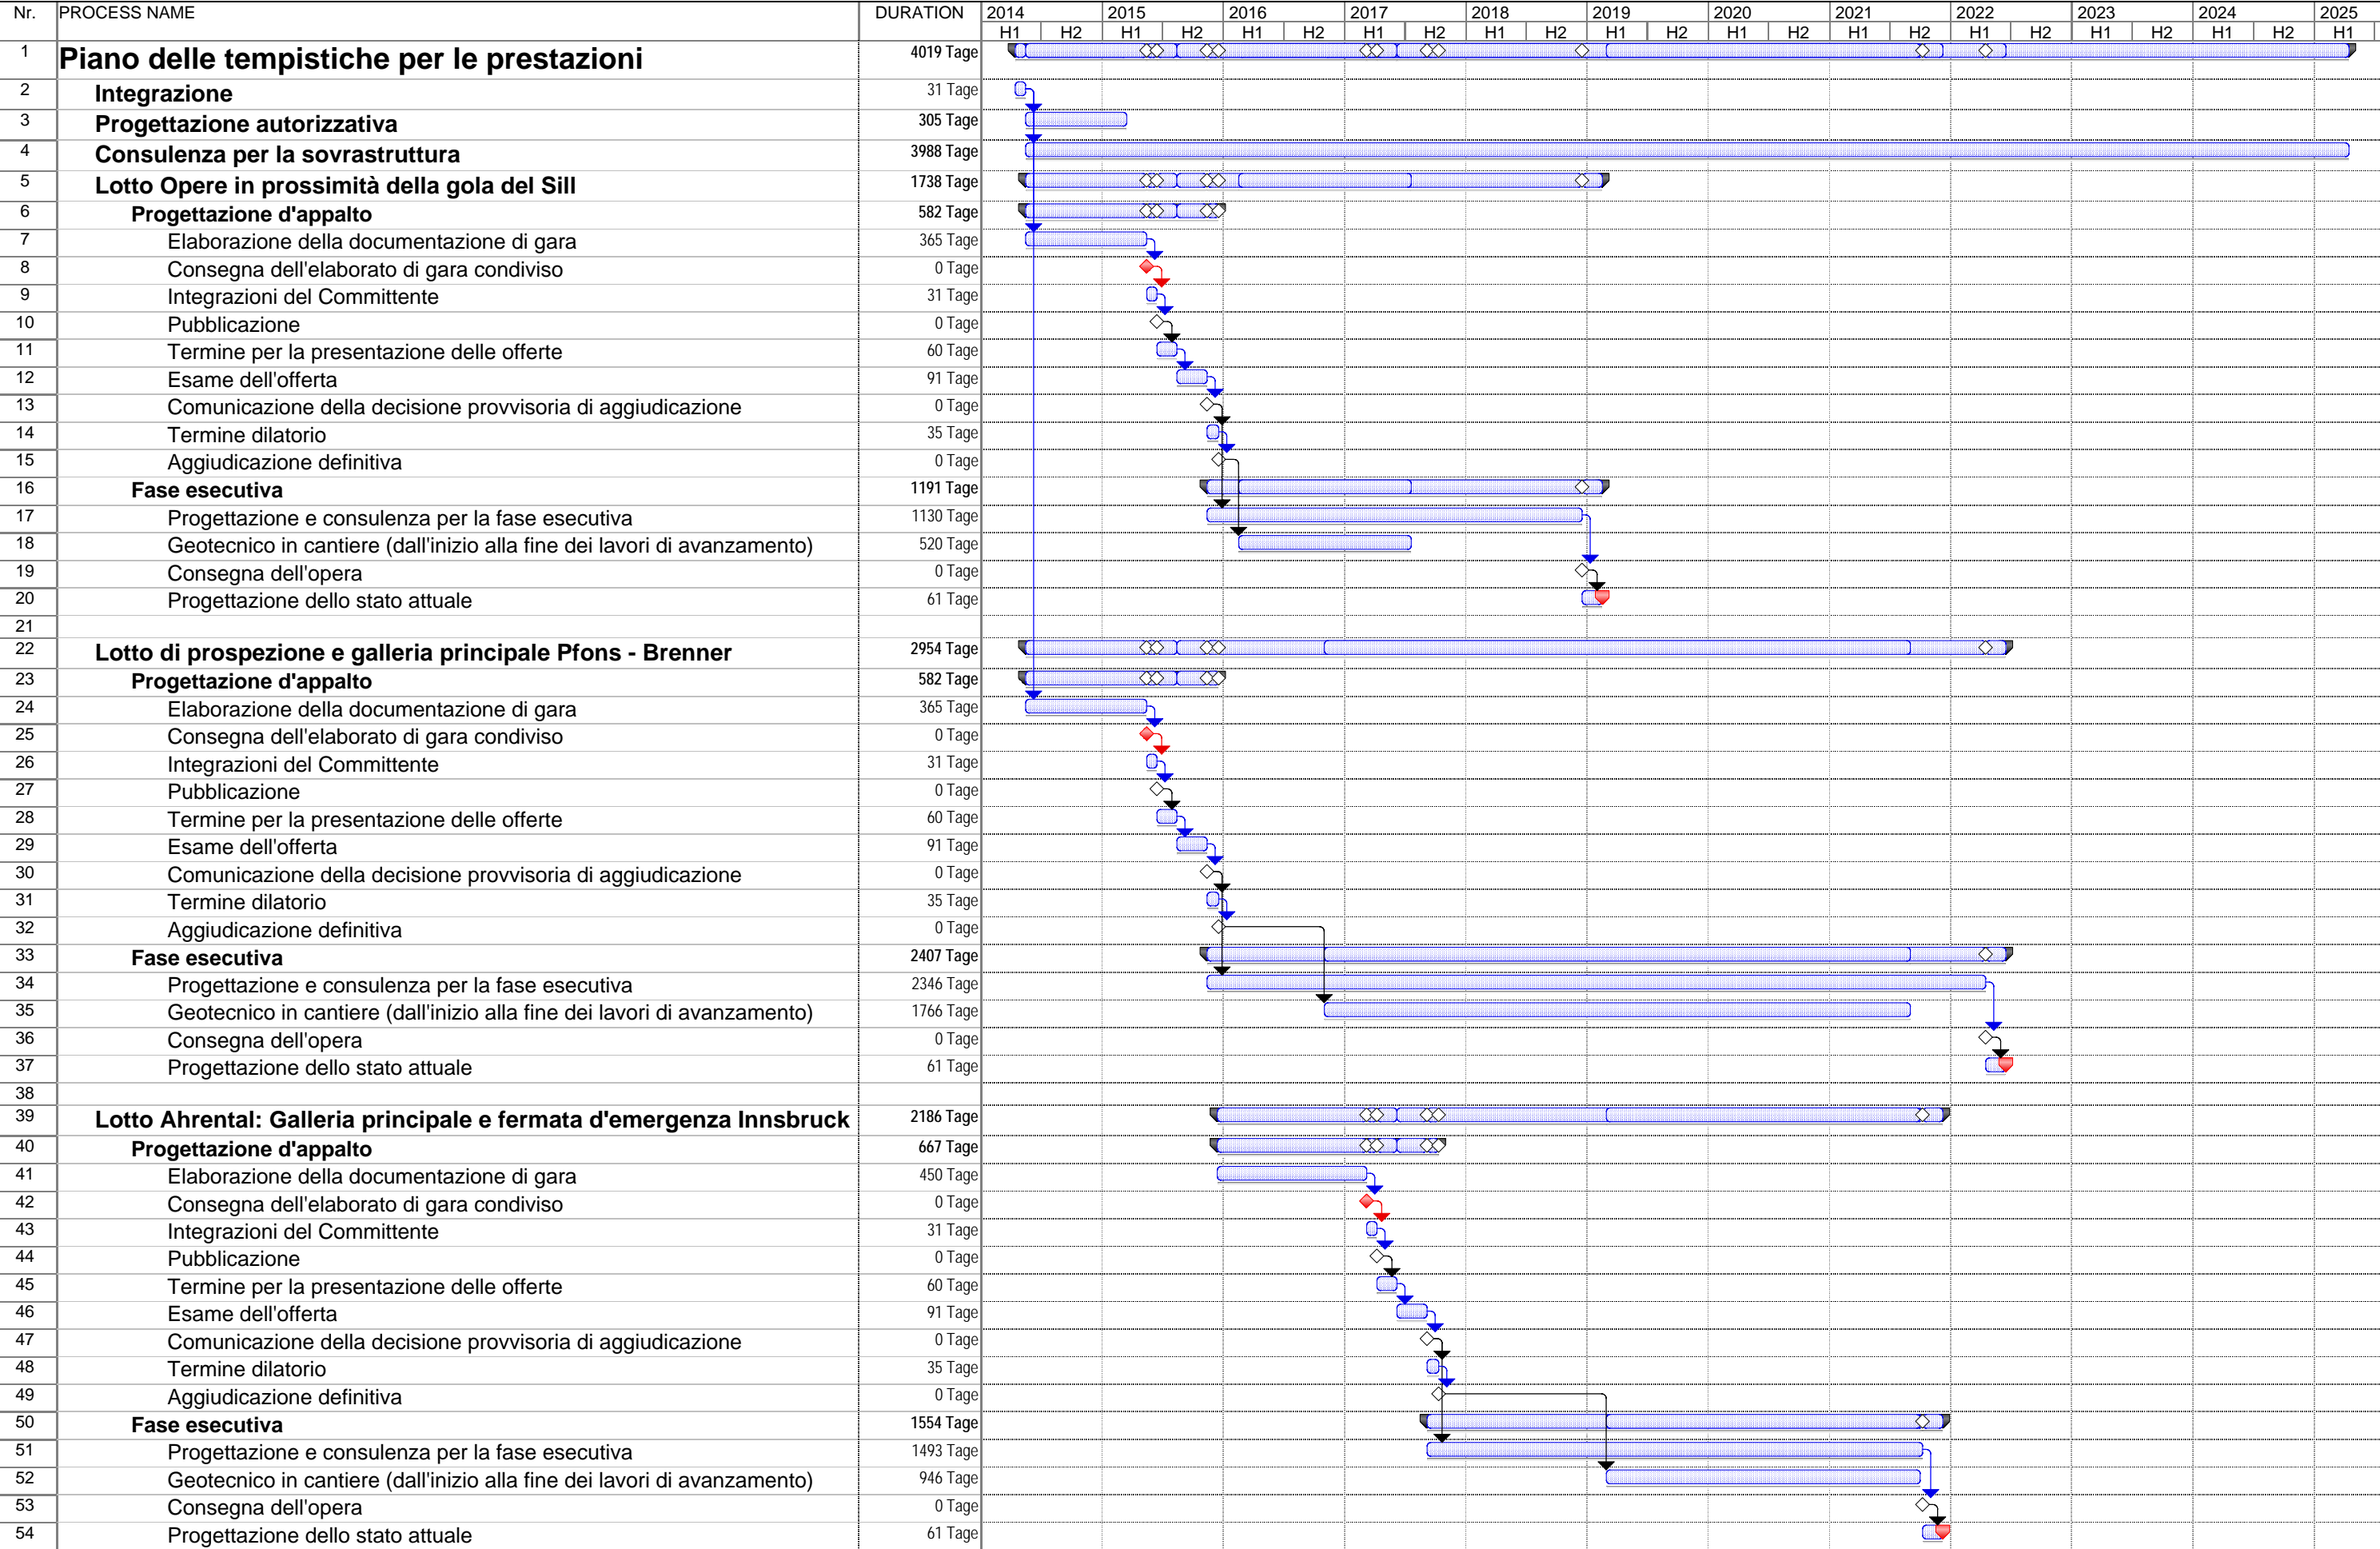 Nr. PROCESS NAME DURATION 2014 2015 2016 2017 2018 2019 2020 2021 2022 2023 2024 2025
H1 H2 H1 H2 H1 H2 H1 H2 H1 H2 H1 H2 H1 H2 H1 H2 H1 H2 H1 H2 H1 H2 H1
1 Piano delle tempistiche per le prestazioni 4019 Tage
2 Integrazione 31 Tage
3 Progettazione autorizzativa 305 Tage
4 Consulenza per la sovrastruttura 3988 Tage
5 Lotto Opere in prossimità della gola del Sill 1738 Tage
6 Progettazione d'appalto 582 Tage
7 Elaborazione della documentazione di gara 365 Tage
8 Consegna dell'elaborato di gara condiviso 0 Tage
9 Integrazioni del Committente 31 Tage
10 Pubblicazione 0 Tage
11 Termine per la presentazione delle offerte 60 Tage
12 Esame dell'offerta 91 Tage
13 Comunicazione della decisione provvisoria di aggiudicazione 0 Tage
14 Termine dilatorio 35 Tage
15 Aggiudicazione definitiva 0 Tage
16 Fase esecutiva 1191 Tage
17 Progettazione e consulenza per la fase esecutiva 1130 Tage
18 Geotecnico in cantiere (dall'inizio alla fine dei lavori di avanzamento) 520 Tage
19 Consegna dell'opera 0 Tage
20 Progettazione dello stato attuale 61 Tage
21
22 Lotto di prospezione e galleria principale Pfons - Brenner 2954 Tage
23 Progettazione d'appalto 582 Tage
24 Elaborazione della documentazione di gara 365 Tage
25 Consegna dell'elaborato di gara condiviso 0 Tage
26 Integrazioni del Committente 31 Tage
27 Pubblicazione 0 Tage
28 Termine per la presentazione delle offerte 60 Tage
29 Esame dell'offerta 91 Tage
30 Comunicazione della decisione provvisoria di aggiudicazione 0 Tage
31 Termine dilatorio 35 Tage
32 Aggiudicazione definitiva 0 Tage
33 Fase esecutiva 2407 Tage
34 Progettazione e consulenza per la fase esecutiva 2346 Tage
35 Geotecnico in cantiere (dall'inizio alla fine dei lavori di avanzamento) 1766 Tage
36 Consegna dell'opera 0 Tage
37 Progettazione dello stato attuale 61 Tage
38
39 Lotto Ahrental: Galleria principale e fermata d'emergenza Innsbruck 2186 Tage
40 Progettazione d'appalto 667 Tage
41 Elaborazione della documentazione di gara 450 Tage
42 Consegna dell'elaborato di gara condiviso 0 Tage
43 Integrazioni del Committente 31 Tage
44 Pubblicazione 0 Tage
45 Termine per la presentazione delle offerte 60 Tage
46 Esame dell'offerta 91 Tage
47 Comunicazione della decisione provvisoria di aggiudicazione 0 Tage
48 Termine dilatorio 35 Tage
49 Aggiudicazione definitiva 0 Tage
50 Fase esecutiva 1554 Tage
51 Progettazione e consulenza per la fase esecutiva 1493 Tage
52 Geotecnico in cantiere (dall'inizio alla fine dei lavori di avanzamento) 946 Tage
53 Consegna dell'opera 0 Tage
54 Progettazione dello stato attuale 61 Tage